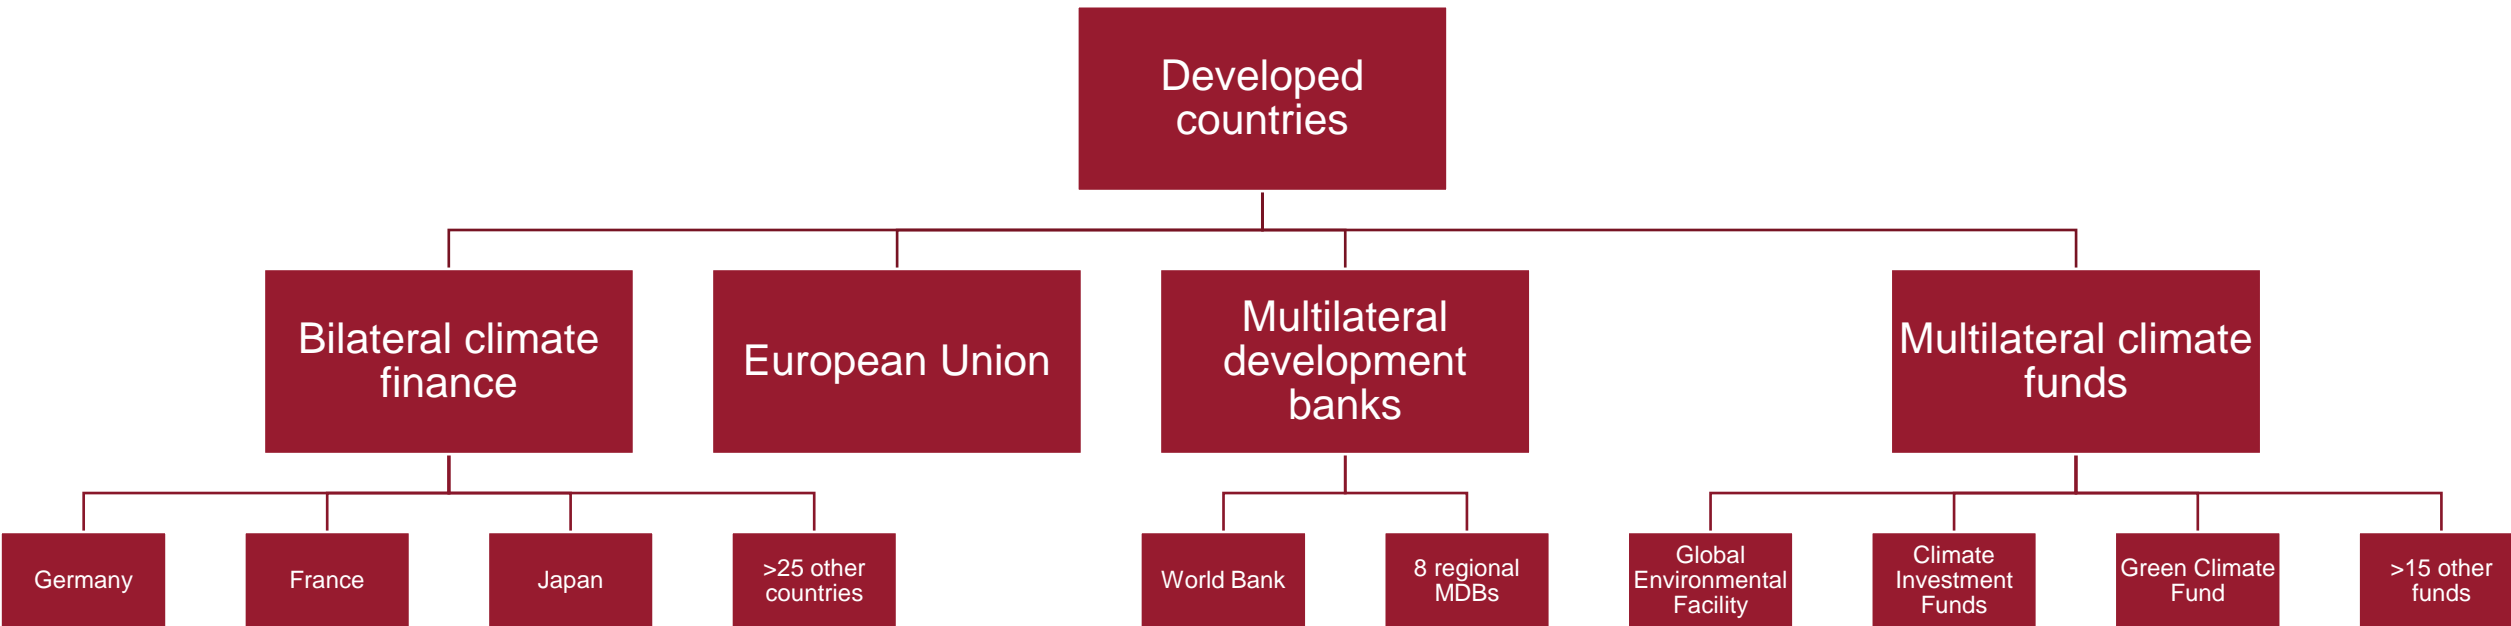 Developed
countries
Bilateral climate
finance
European Union
Multilateral
development
banks
Multilateral climate
funds
Germany
France
Japan
>25 other
countries
World Bank
8 regional
MDBs
Global
Environmental
Facility
Climate
Investment
Funds
Green Climate
Fund
>15 other
funds